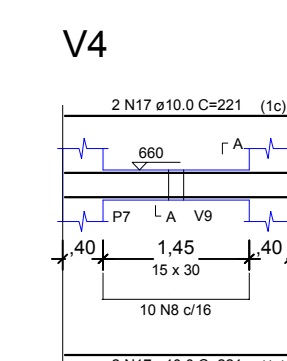 V4
2 N17 ø10.0 C=221 (1c)
660
A
P7
A
V9
,40
1,45
,40
15 x 30
10 N8 c/16